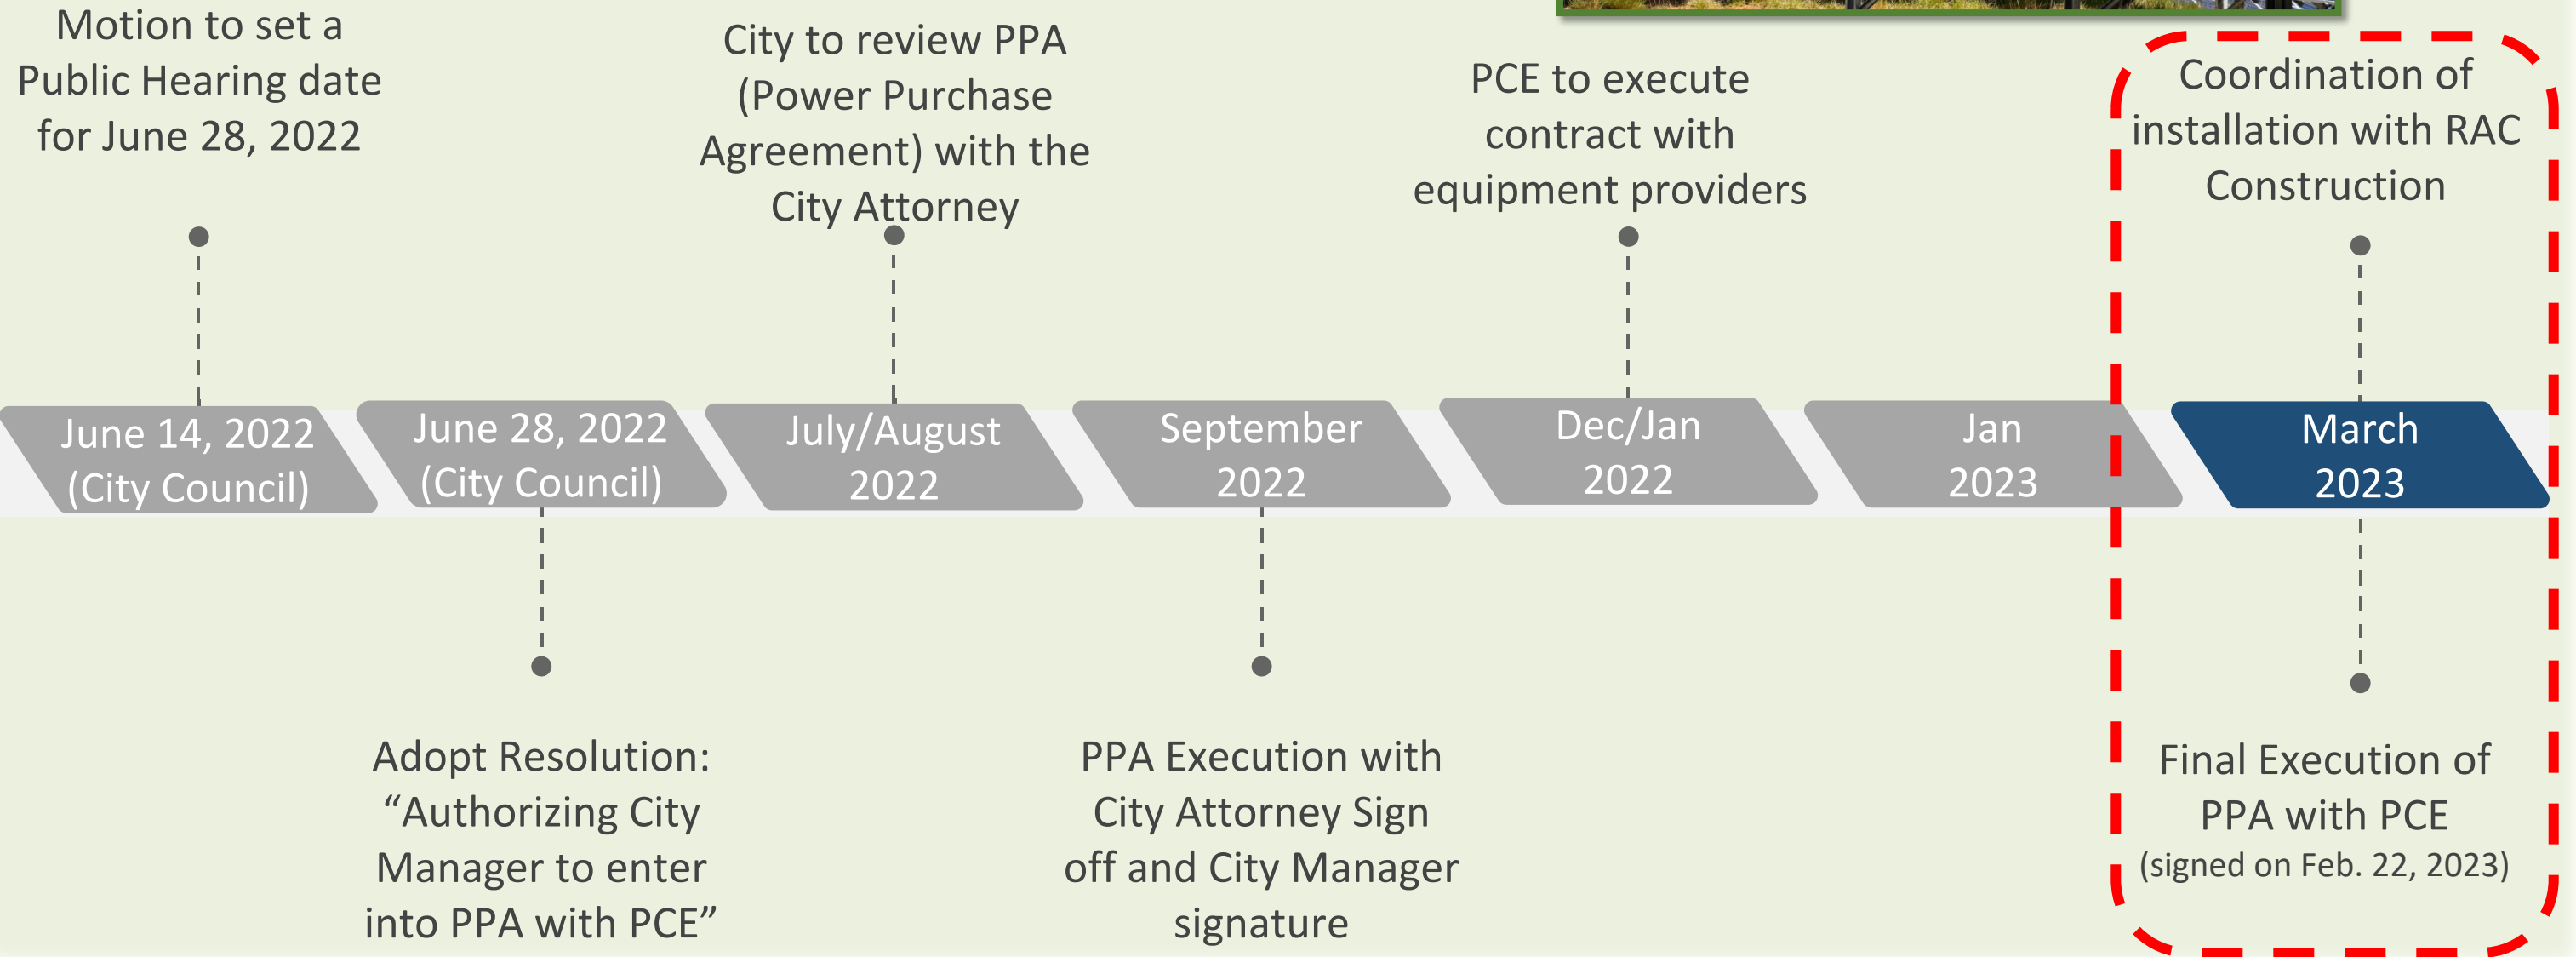 Motion to set a
Public Hearing date
for June 28, 2022
City to review PPA
(Power Purchase
Agreement) with the
City Attorney
PCE to execute
contract with
equipment providers
Coordination of
installation with RAC
Construction
June 14, 2022
(City Council)
June 28, 2022
(City Council)
July/August
2022
September
2022
Dec/Jan
2022
Jan
2023
March
2023
Adopt Resolution:
“Authorizing City
Manager to enter
into PPA with PCE”
PPA Execution with
City Attorney Sign
off and City Manager
signature
Final Execution of
PPA with PCE
(signed on Feb. 22, 2023)